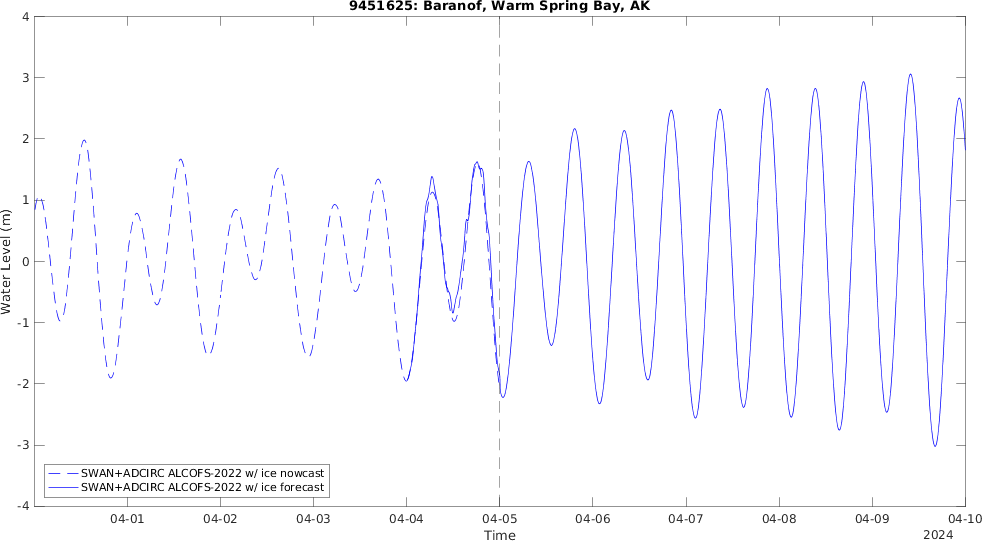 9451625: Baranof, Warm Spring Bay, AK
Water Level (m)
4
3
2
1
0
-1
-2
-3
-4
SWAN+ADCIRC ALCOFS-2022 w/ ice nowcast
SWAN+ADCIRC ALCOFS-2022 w/ ice forecast
04-01 04-02 04-03 04-04 04-05 04-06 04-07 04-08 04-09 04-10
Time
2024